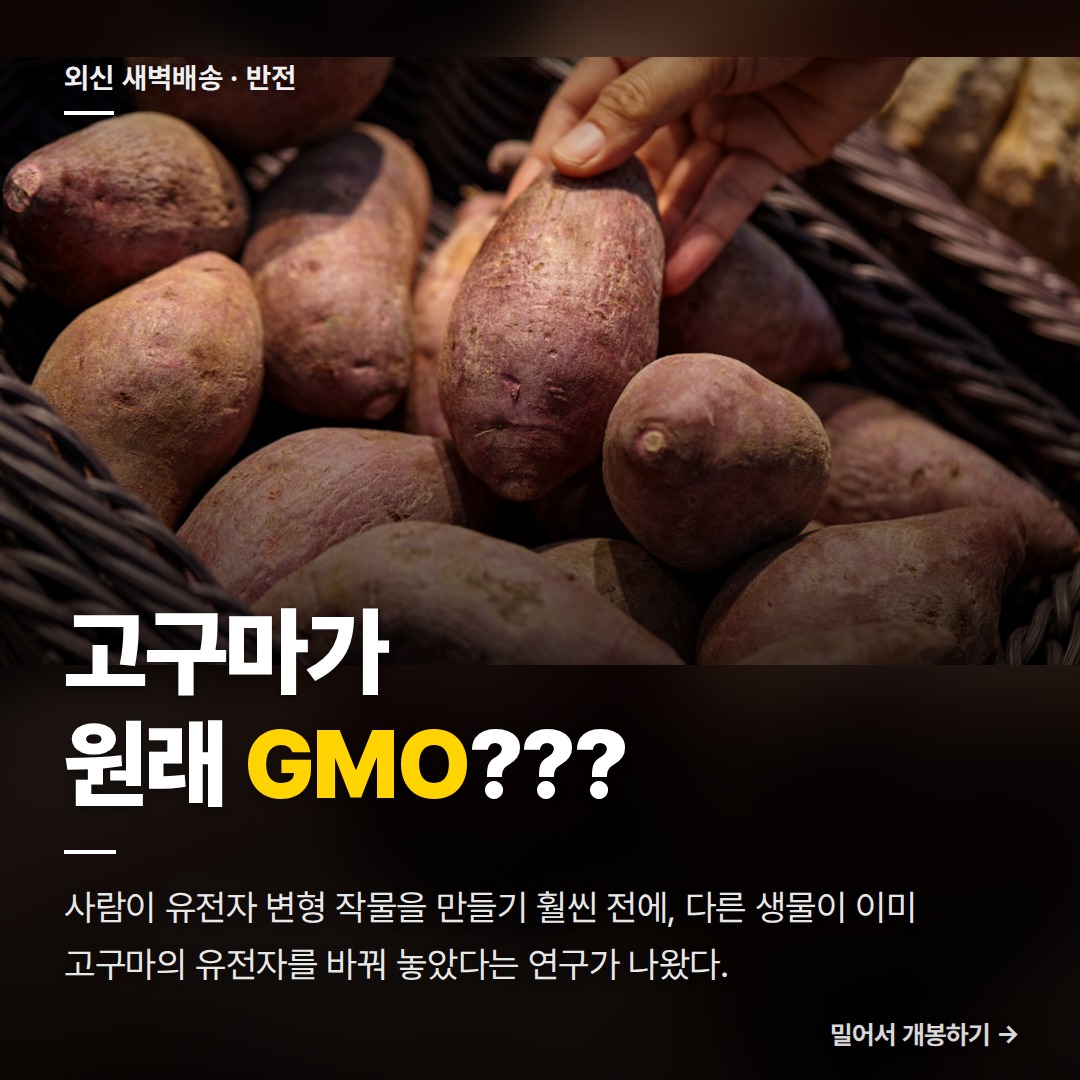 외신 새벽배송 · 반전
고구마가
원래 GMO???
사람이 유전자 변형 작물을 만들기 훨씬 전에, 다른 생물이 이미
고구마의 유전자를 바꿔 놓았다는 연구가 나왔다.
밀어서 개봉하기 →